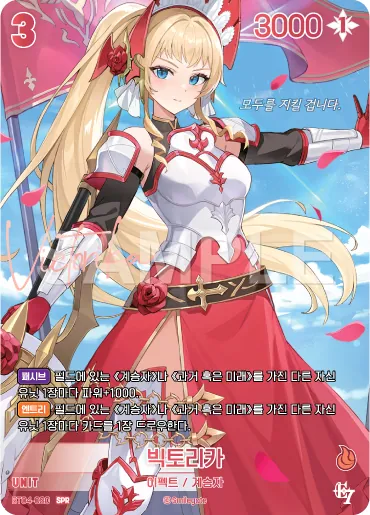 3
3000 1
모두를 지킬 겁니다.
Victorika
SAMPLE
패시브 필드에 있는 《계승자》나 《과거 혹은 미래》를 가진 다른 자신
유닛 1장마다 파워+1000.
엔트리 필드에 있는 《계승자》나 《과거 혹은 미래》를 가진 다른 자신
유닛 1장마다 카드를 1장 드로우한다.
빅토리카
UNIT
이펙트 / 계승자
SPR
©Smilegate